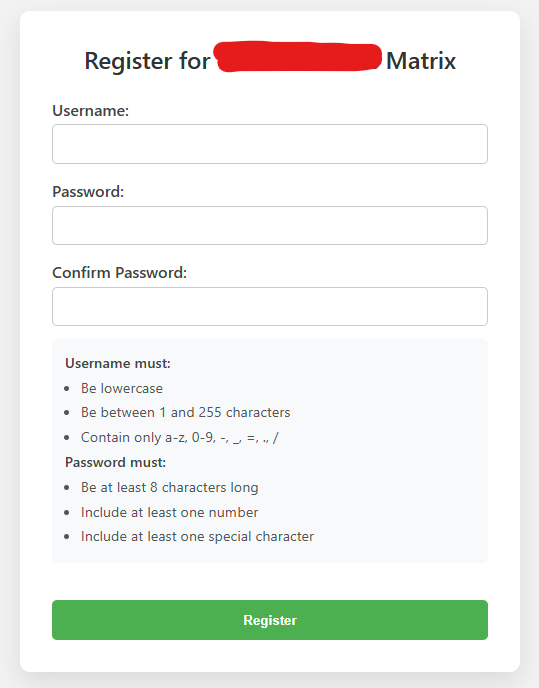 Register for Matrix
Username:
Password:
Confirm Password:
Username must:
Be lowercase
Be between 1 and 255 characters
Contain only a-z, 0-9, -, _, =, ., /
Password must:
Be at least 8 characters long
Include at least one number
Include at least one special character
Register